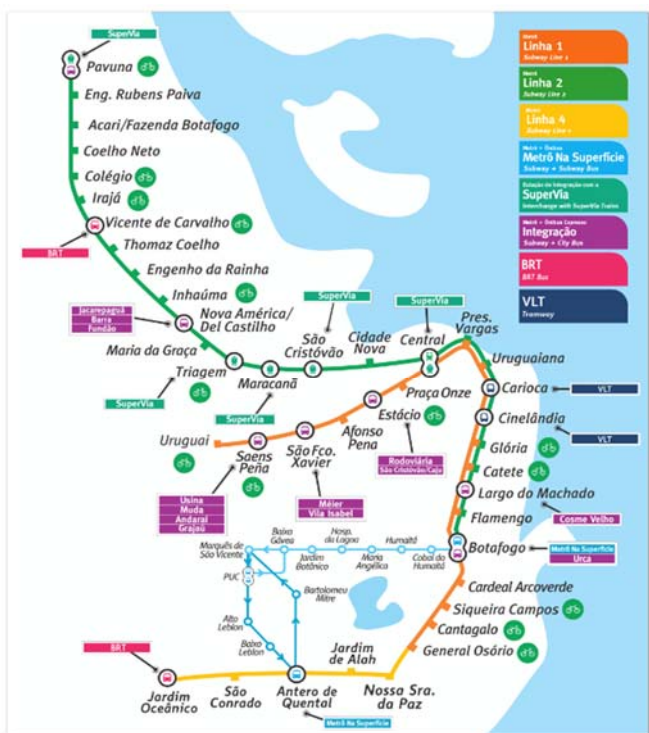 SuperVia
Pavuna
Eng. Rubens Paiva
Acari/Fazenda Botafogo
Coelho Neto
Colégio
Irajá
Vicente de Carvalho
BRT
Thomaz Coelho
Engenho da Rainha
Inhaúma
Jacarepaguá
Barra
Fundão
Nova América/
Del Castilho
Maria da Graça
Triagem
SuperVia
Maracanã
SuperVia
São
Cristóvão
SuperVia
Cidade
Nova
Central
SuperVia
Pres.
Vargas
Uruguaiana
Carioca
VLT
Cinelândia
VLT
Glória
Catete
Largo do Machado
Cosme Velho
Flamengo
Botafogo
Metrô Na Superfície
Urca
Praça Onze
Estácio
Rodoviária
São Cristóvão/Caju
Afonso
Pena
São Fco.
Xavier
Méier
Vila Isabel
Saens
Peña
Usina
Muda
Andaraí
Grajaú
Uruguai
Cardeal Arcoverde
Siqueira Campos
Cantagalo
General Osório
Nossa Sra.
da Paz
Jardim
de Alah
Antero de
Quental
Metrô Na Superfície
São
Conrado
Jardim
Oceânico
BRT
Marquês de
São Vicente
Baixo
Gávea
Hosp.
da Lagoa
Humaitá
Jardim
Botânico
Maria
Angélica
Cobal do
Humaitá
PUC
Bartolomeu
Mitre
Alto
Leblon
Baixo
Leblon
Metrô
Linha 1
Subway Line 1
Metrô
Linha 2
Subway Line 2
Linha 4
Metrô + Ônibus
Metrô Na Superfície
Subway + Subway Bus
Estação de Integração com a
SuperVia
Interchange with SuperVia Trains
Metrô + Ônibus Expresso
Integração
Subway + City Bus
BRT
BRT Bus
VLT
Tramway